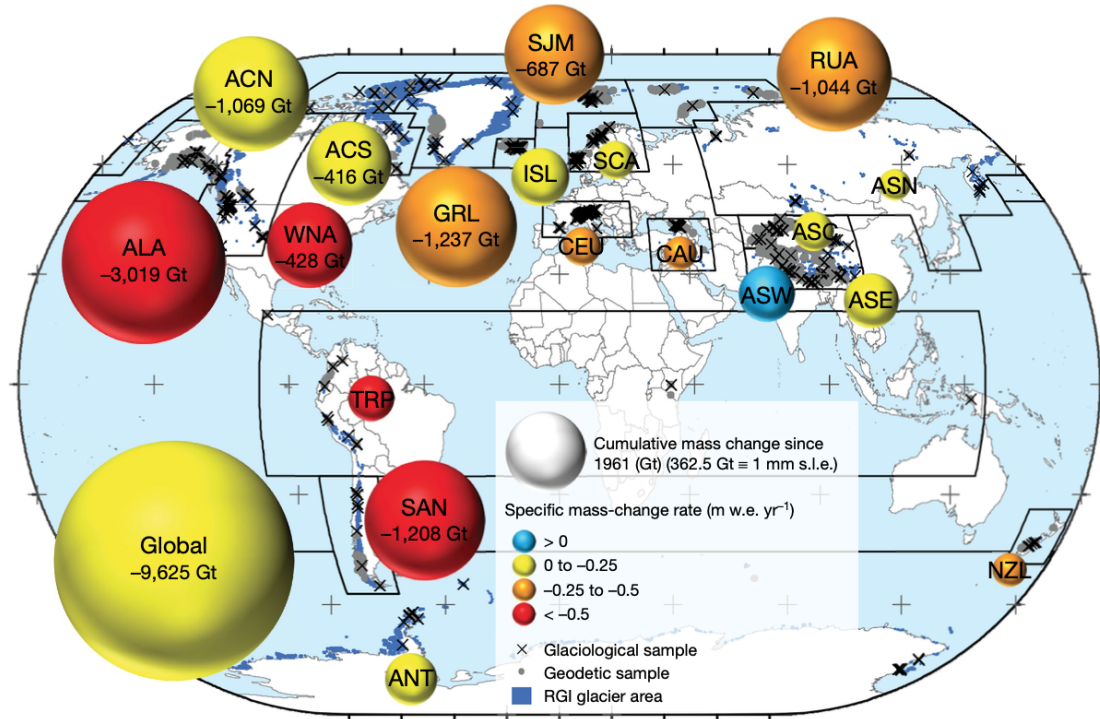 SJM
−687 Gt
RUA
−1,044 Gt
ACN
−1,069 Gt
ACS
−416 Gt
ISL
SCA
ASN
GRL
−1,237 Gt
ALA
−3,019 Gt
WNA
−428 Gt
CEU
CAU
ASC
ASW
ASE
TRP
SAN
−1,208 Gt
Global
−9,625 Gt
NZL
ANT
Cumulative mass change since
1961 (Gt) (362.5 Gt ≡ 1 mm s.l.e.)
Specific mass-change rate (m w.e. yr⁻¹)
> 0
0 to −0.25
−0.25 to −0.5
< −0.5
Glaciological sample
Geodetic sample
RGI glacier area